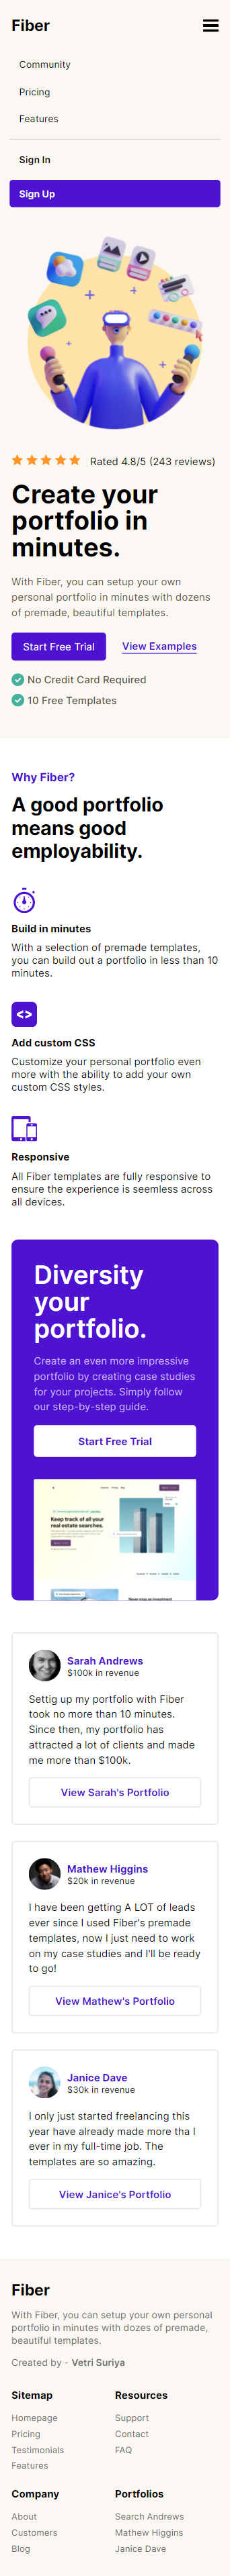 Fiber
Community
Pricing
Features
Sign In
Sign Up
Rated 4.8/5 (243 reviews)
Create your
portfolio in
minutes.
With Fiber, you can setup your own
personal portfolio in minutes with dozens
of premade, beautiful templates.
Start Free Trial
View Examples
No Credit Card Required
10 Free Templates
Why Fiber?
A good portfolio
means good
employability.
Build in minutes
With a selection of premade templates,
you can build out a portfolio in less than 10
minutes.
Add custom CSS
Customize your personal portfolio even
more with the ability to add your own
custom CSS styles.
Responsive
All Fiber templates are fully responsive to
ensure the experience is seemless across
all devices.
Diversity
your
portfolio.
Create an even more impressive
portfolio by creating case studies
for your projects. Simply follow
our step-by-step guide.
Start Free Trial
Keep track of all your
real estate searches.
Sarah Andrews
$100k in revenue
Settig up my portfolio with Fiber
took no more than 10 minutes.
Since then, my portfolio has
attracted a lot of clients and made
me more than $100k.
View Sarah's Portfolio
Mathew Higgins
$20k in revenue
I have been getting A LOT of leads
ever since I used Fiber's premade
templates, now I just need to work
on my case studies and I'll be ready
to go!
View Mathew's Portfolio
Janice Dave
$30k in revenue
I only just started freelancing this
year have already made more tha I
ever in my full-time job. The
templates are so amazing.
View Janice's Portfolio
Fiber
With Fiber, you can setup your own personal
portfolio in minutes with dozes of premade,
beautiful templates.
Created by - Vetri Suriya
Sitemap
Homepage
Pricing
Testimonials
Features
Resources
Support
Contact
FAQ
Company
About
Customers
Blog
Portfolios
Search Andrews
Mathew Higgins
Janice Dave